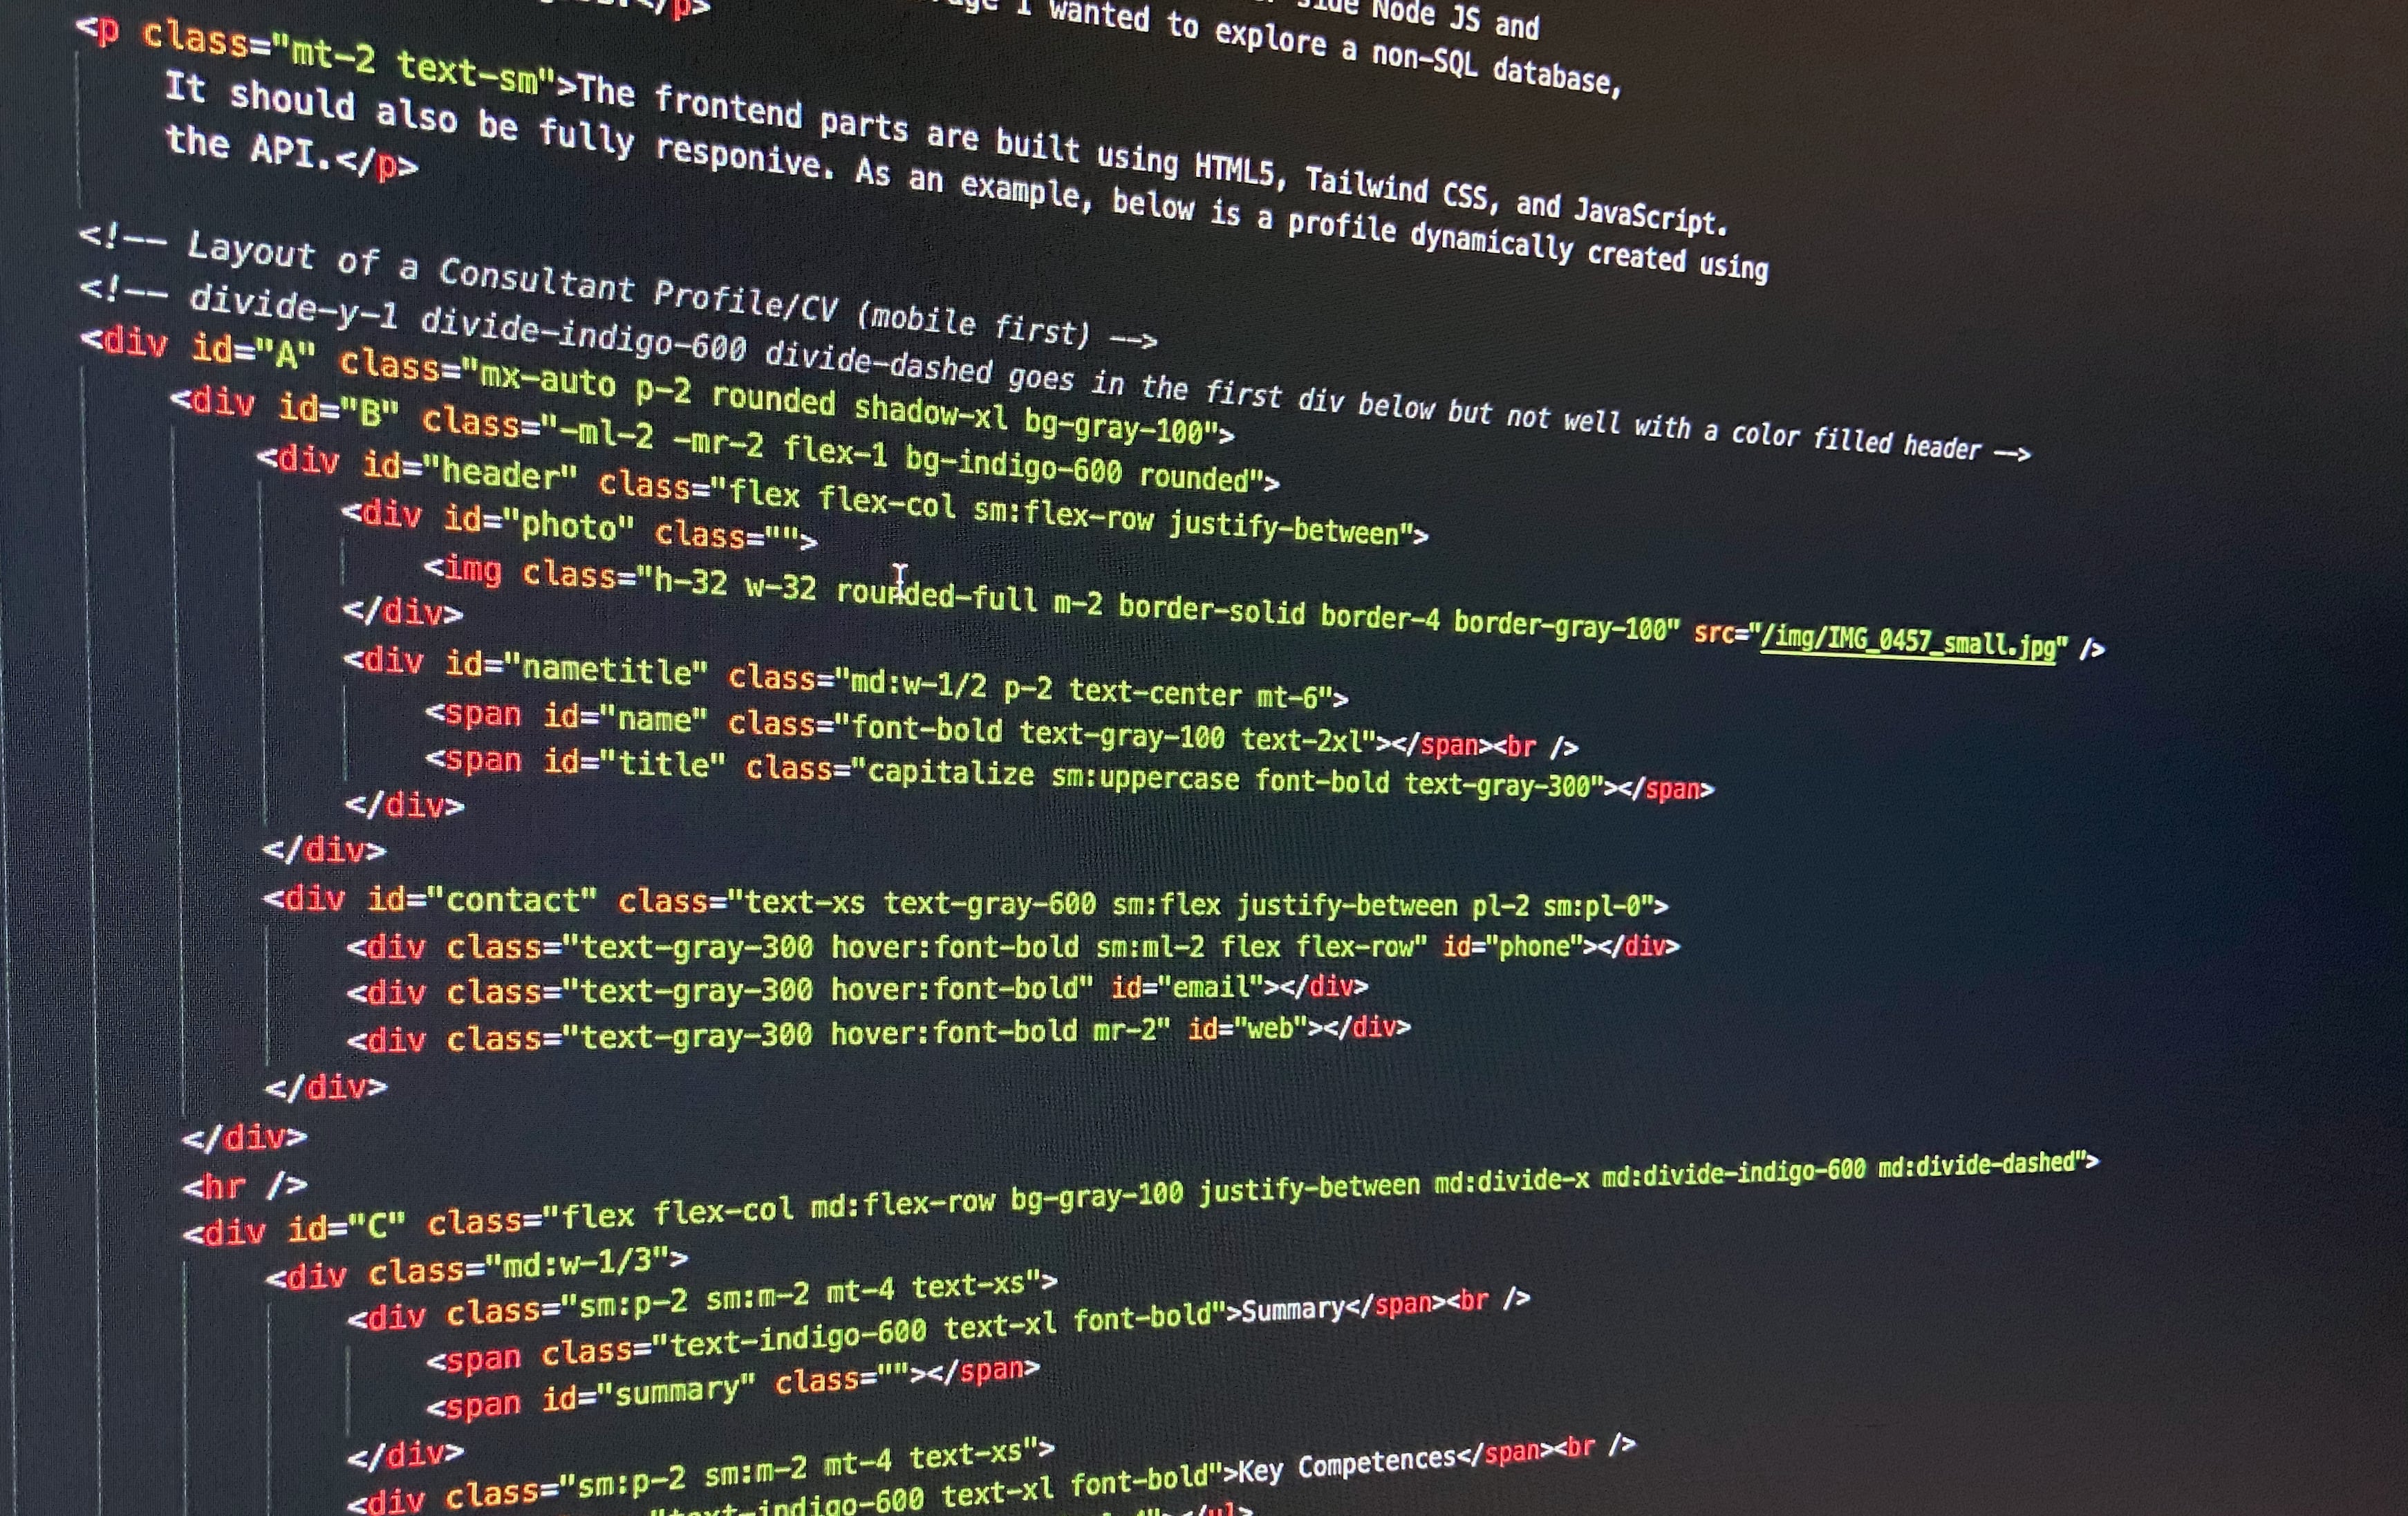 Node JS and
I wanted to explore a non-SQL database,
<p class="mt-2 text-sm">The frontend parts are built using HTML5, Tailwind CSS, and JavaScript.
It should also be fully responive. As an example, below is a profile dynamically created using
the API.</p>
<!-- Layout of a Consultant Profile/CV (mobile first) -->
<!-- divide-y-1 divide-indigo-600 divide-dashed goes in the first div below but not well with a color filled header -->
<div id="A" class="mx-auto p-2 rounded shadow-xl bg-gray-100">
<div id="B" class="-ml-2 -mr-2 flex-1 bg-indigo-600 rounded">
<div id="header" class="flex flex-col sm:flex-row justify-between">
<div id="photo" class="">
<img class="h-32 w-32 rounded-full m-2 border-solid border-4 border-gray-100" src="/img/IMG_0457_small.jpg" />
</div>
<div id="nametitle" class="md:w-1/2 p-2 text-center mt-6">
<span id="name" class="font-bold text-gray-100 text-2xl"></span><br />
<span id="title" class="capitalize sm:uppercase font-bold text-gray-300"></span>
</div>
</div>
<div id="contact" class="text-xs text-gray-600 sm:flex justify-between pl-2 sm:pl-0">
<div class="text-gray-300 hover:font-bold sm:ml-2 flex flex-row" id="phone"></div>
<div class="text-gray-300 hover:font-bold" id="email"></div>
<div class="text-gray-300 hover:font-bold mr-2" id="web"></div>
</div>
</div>
<hr />
<div id="C" class="flex flex-col md:flex-row bg-gray-100 justify-between md:divide-x md:divide-indigo-600 md:divide-dashed">
<div class="md:w-1/3">
<div class="sm:p-2 sm:m-2 mt-4 text-xs">
<span class="text-indigo-600 text-xl font-bold">Summary</span><br />
<span id="summary" class=""></span>
</div>
<div class="sm:p-2 sm:m-2 mt-4 text-xs">
"text-indigo-600 text-xl font-bold">Key Competences</span><br />